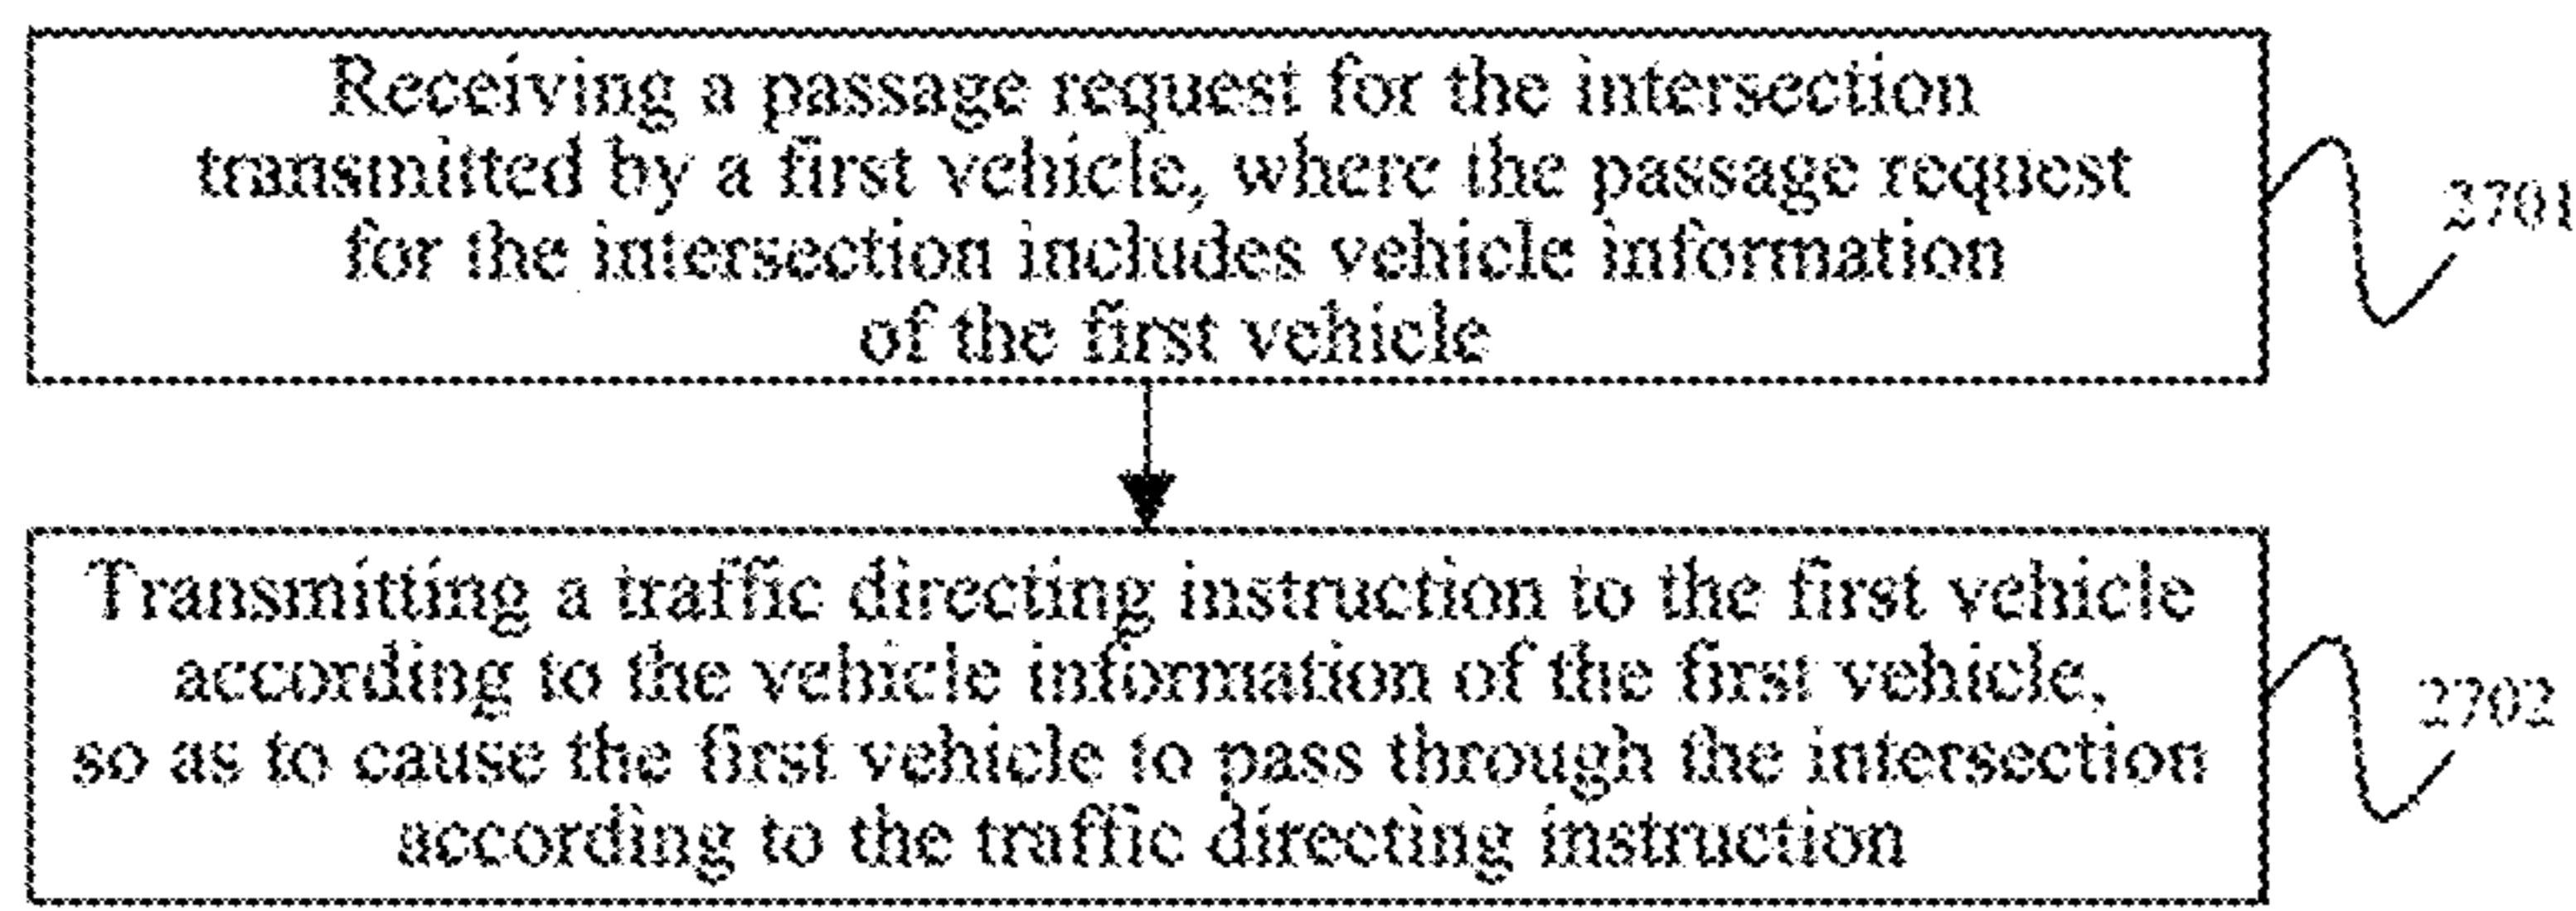 Receiving a passage request for the intersection
transmitted by a first vehicle, where the passage request
for the intersection includes vehicle information
of the first vehicle
2701
Transmitting a traffic directing instruction to the first vehicle
according to the vehicle information of the first vehicle,
so as to cause the first vehicle to pass through the intersection
according to the traffic directing instruction
2702